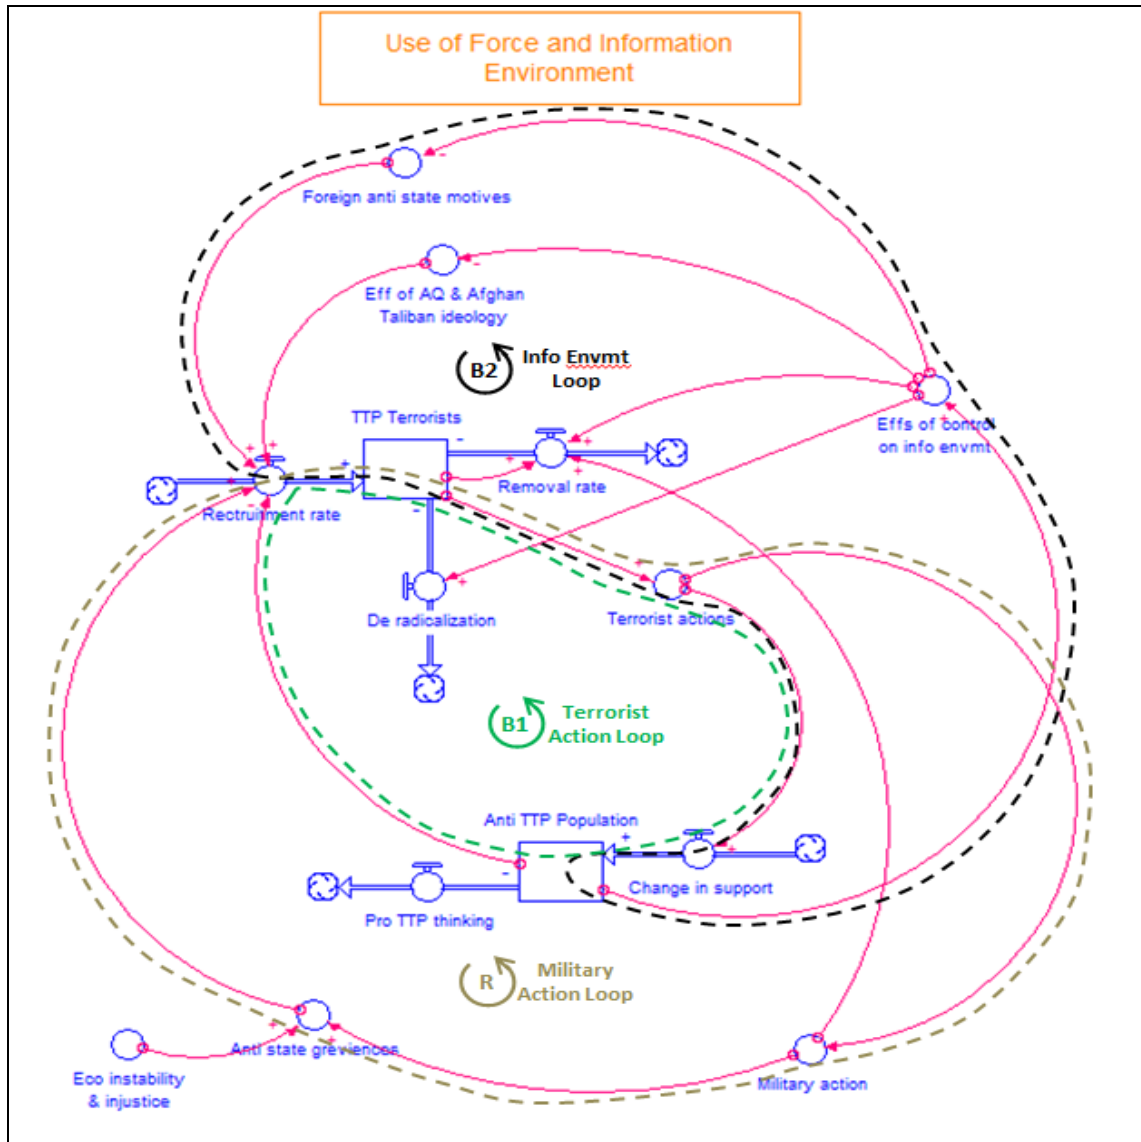 Use of Force and Information
Environment
Foreign anti state motives
Eff of AQ & Afghan
Taliban ideology
B2
Info Envmt
Loop
Effs of control
on info envmt
TTP Terrorists
Removal rate
Rectruinment rate
De radicalization
Terrorist actions
B1
Terrorist
Action Loop
Anti TTP Population
Change in support
Pro TTP thinking
R
Military
Action Loop
Anti state greviences
Eco instability
& injustice
Military action